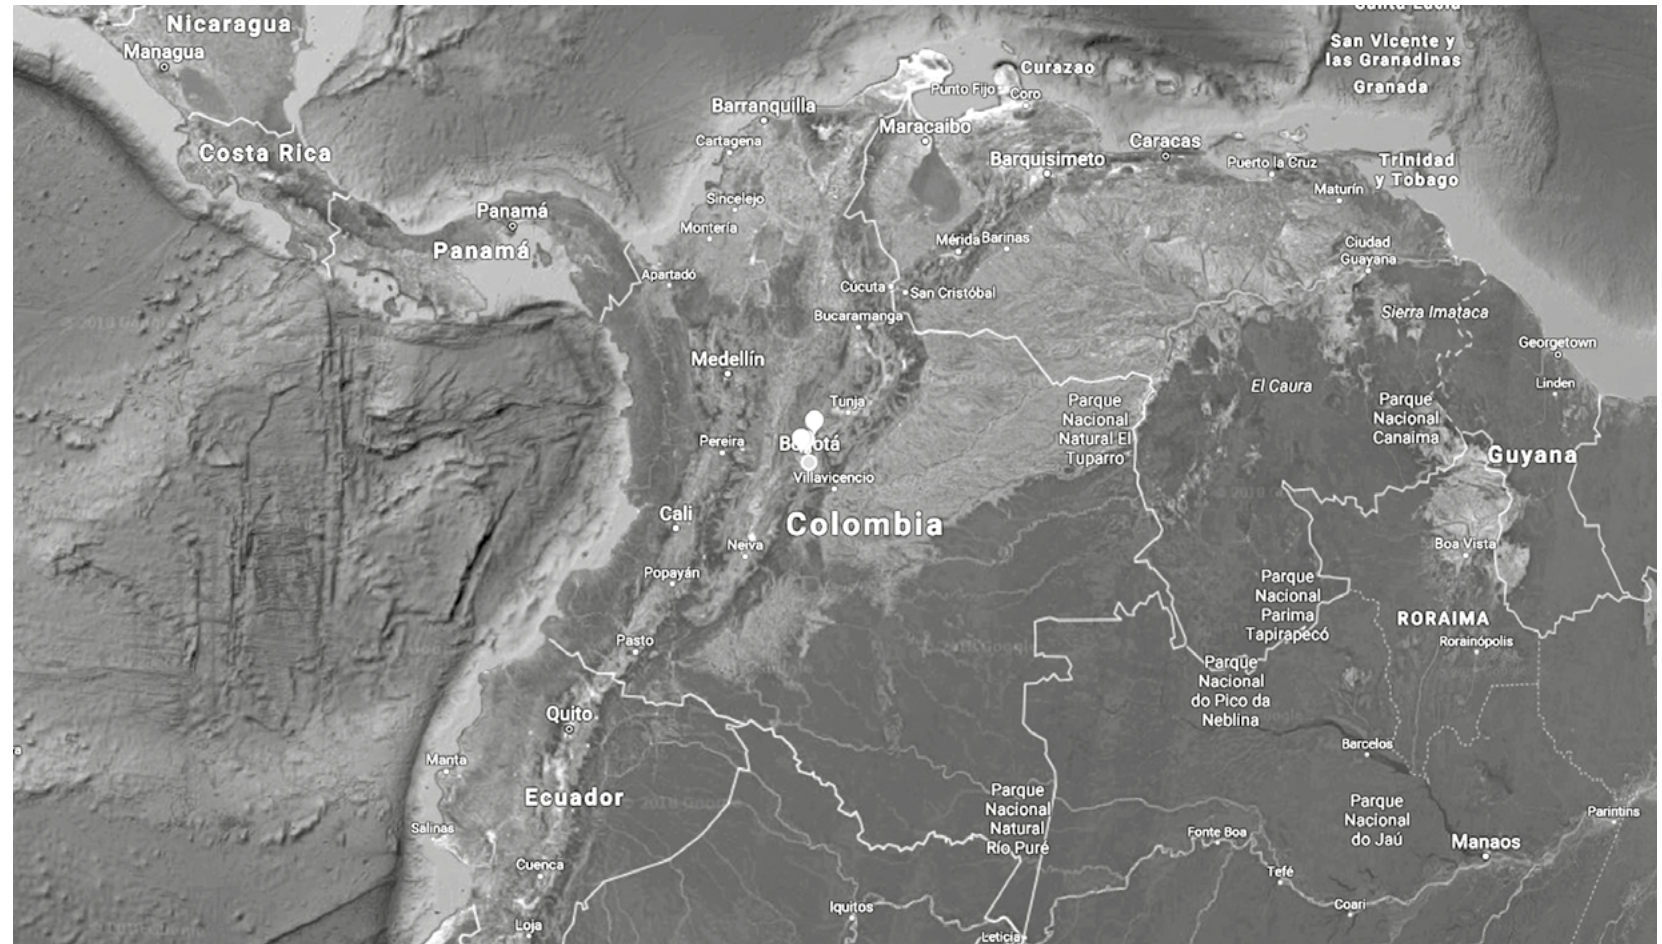 Nicaragua
Managua
Costa Rica
Panamá
Panamá
Barranquilla
Cartagena
Sincelejo
Montería
Apartadó
Curazao
Punto Fijo
Coro
Maracaibo
Barquisimeto
Caracas
Puerto la Cruz
Maturín
San Vicente y
las Granadinas
Granada
Trinidad
y Tobago
Mérida
Barinas
Ciudad
Guayana
Cúcuta
San Cristóbal
Bucaramanga
Sierra Imataca
Georgetown
Linden
Medellín
Tunja
El Caura
Parque
Nacional
Natural El
Tuparro
Parque
Nacional
Canaima
Pereira
Bogotá
Villavicencio
Guyana
Cali
Colombia
Neiva
Popayán
Boa Vista
Parque
Nacional
Parima
Tapirapecó
RORAIMA
Rorainópolis
Pasto
Parque
Nacional
do Pico da
Neblina
Quito
Barcelos
Manta
Ecuador
Parque
Nacional
Natural
Río Puré
Parque
Nacional
do Jaú
Parintins
Salinas
Fonte Boa
Manaos
Cuenca
Tefé
Iquitos
Coari
Loja
Leticia